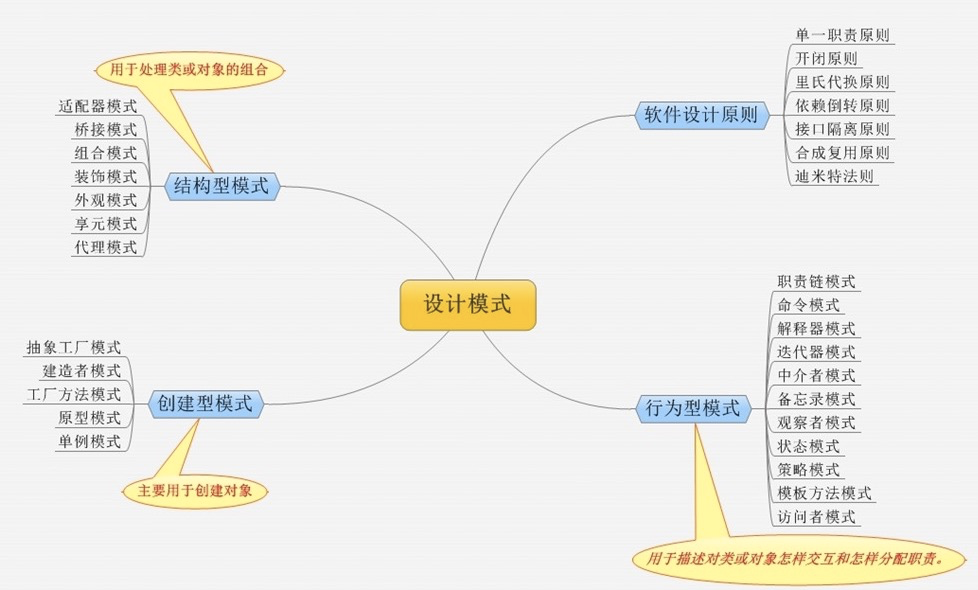 设计模式
软件设计原则
单一职责原则
开闭原则
里氏代换原则
依赖倒转原则
接口隔离原则
合成复用原则
迪米特法则
用于处理类或对象的组合
结构型模式
适配器模式
桥接模式
组合模式
装饰模式
外观模式
享元模式
代理模式
创建型模式
抽象工厂模式
建造者模式
工厂方法模式
原型模式
单例模式
主要用于创建对象
行为型模式
职责链模式
命令模式
解释器模式
迭代器模式
中介者模式
备忘录模式
观察者模式
状态模式
策略模式
模板方法模式
访问者模式
用于描述对类或对象怎样交互和怎样分配职责。